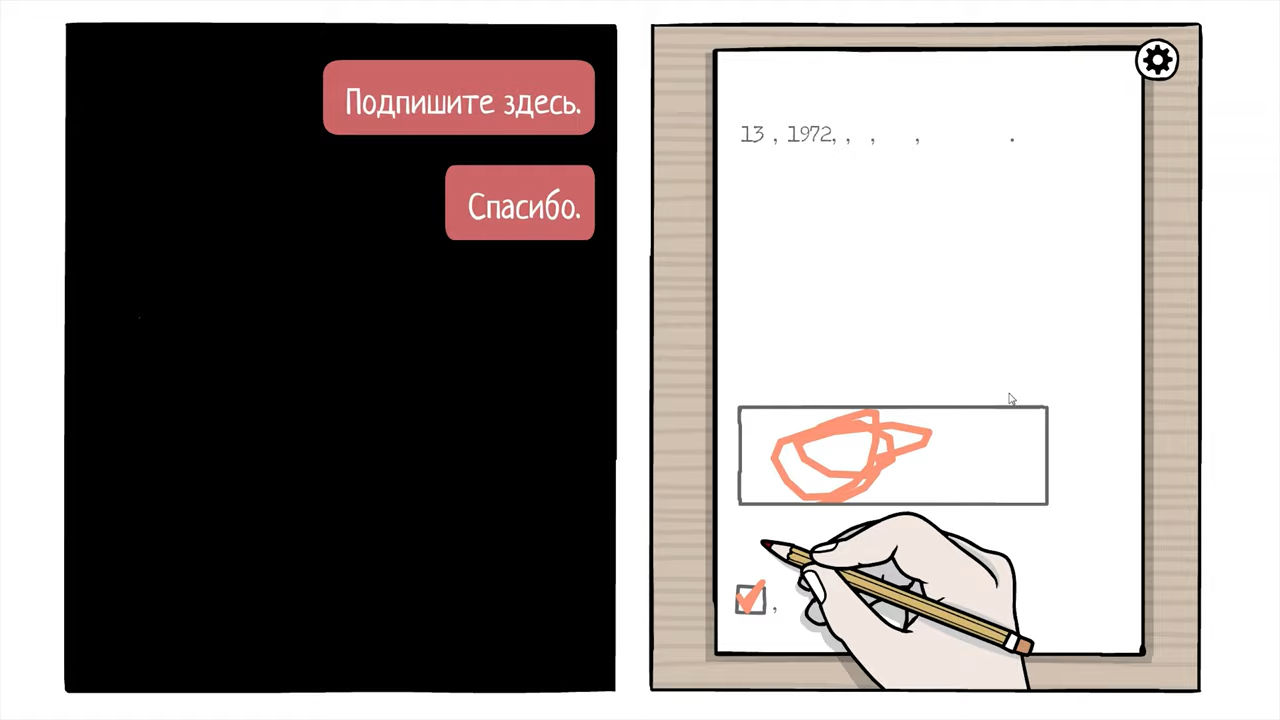 Подпишите здесь.
Спасибо.
13 , 1972, , , , .
,